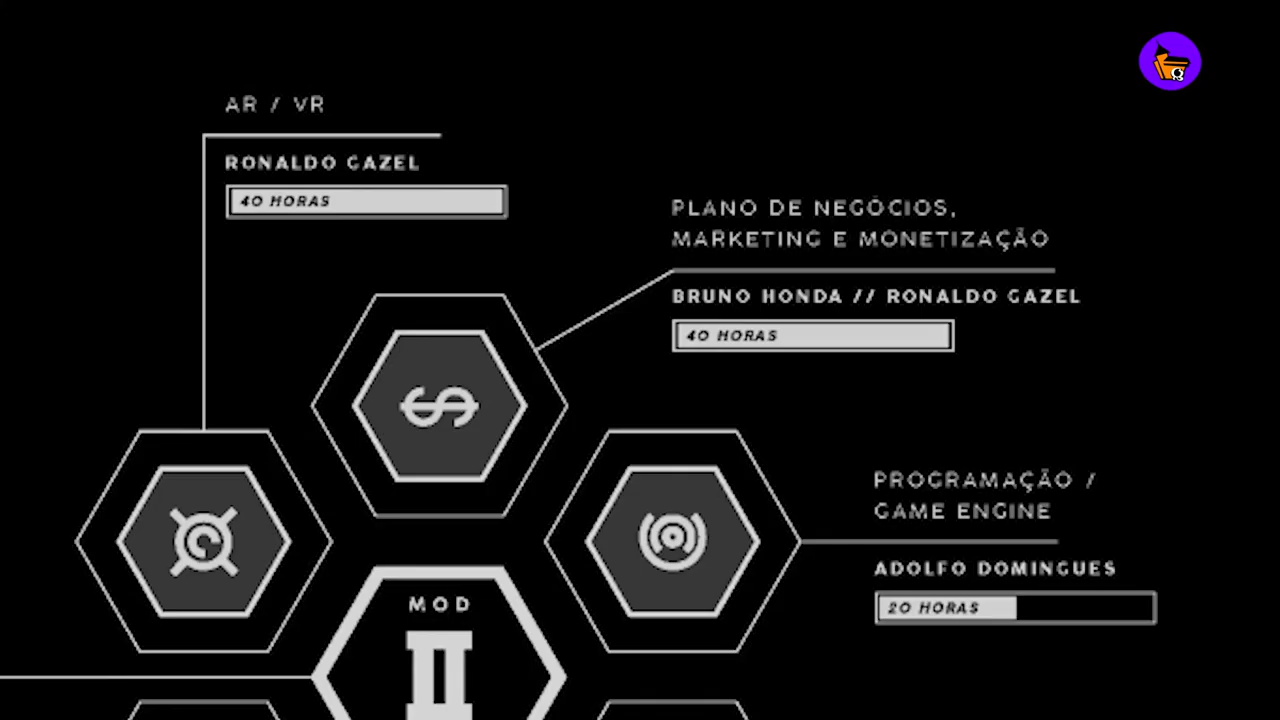 AR / VR
RONALDO GAZEL
40 HORAS
PLANO DE NEGÓCIOS,
MARKETING E MONETIZAÇÃO
BRUNO HONDA // RONALDO GAZEL
40 HORAS
PROGRAMAÇÃO /
GAME ENGINE
ADOLFO DOMINGUES
20 HORAS
MOD
II